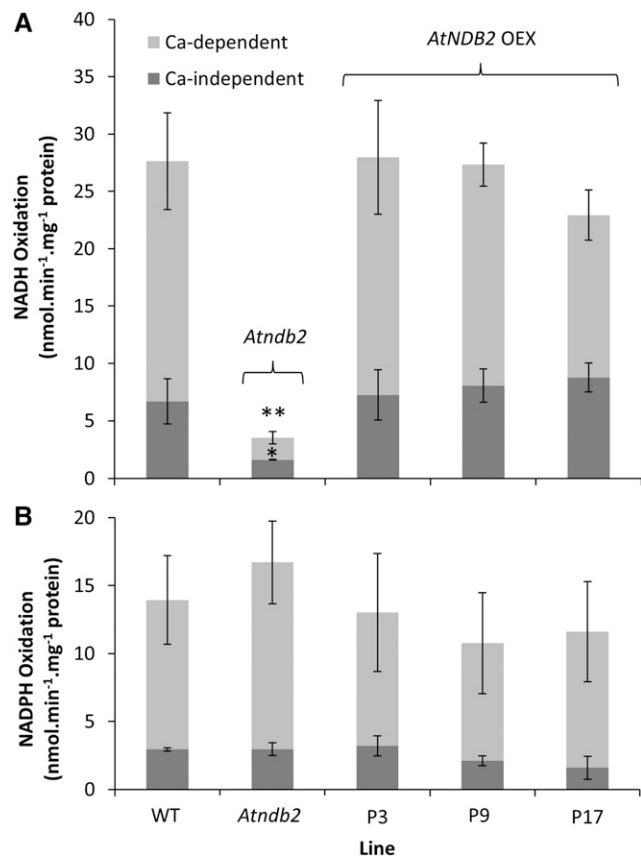 A
40
35
30
25
20
15
10
5
0
NADH Oxidation
(nmol.min⁻¹.mg⁻¹ protein)
Ca-dependent
Ca-independent
AtNDB2 OEX
Atndb2
**
*
B
20
15
10
5
0
NADPH Oxidation
(nmol.min⁻¹.mg⁻¹ protein)
WT Atndb2 P3 P9 P17
Line